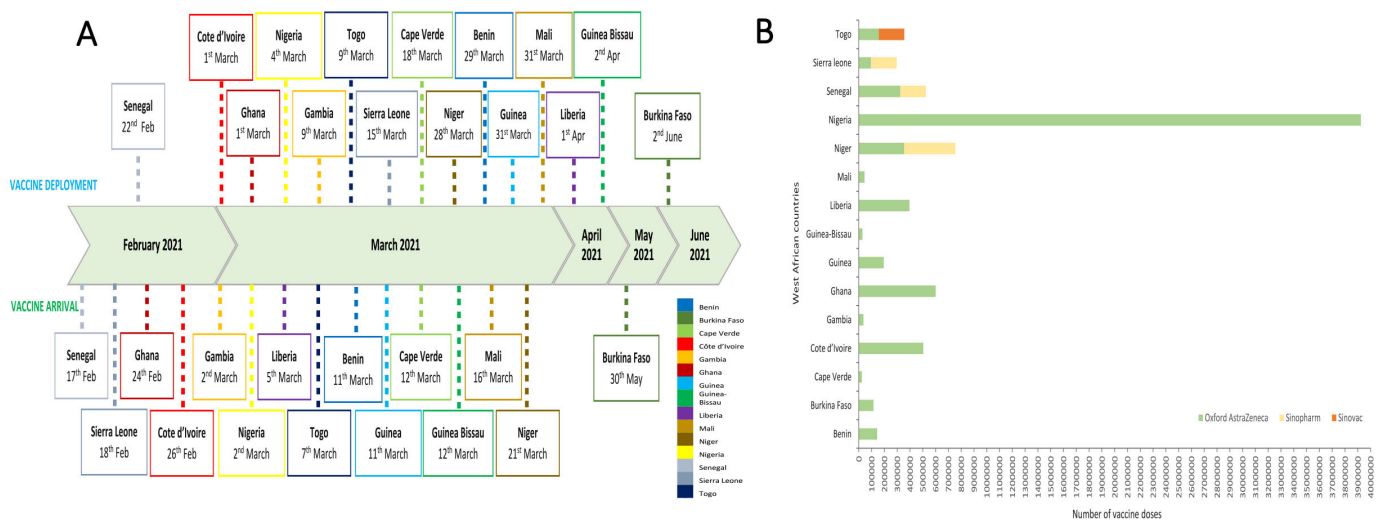 A
Cote d'Ivoire
1st March
Nigeria
4th March
Togo
9th March
Cape Verde
18th March
Benin
29th March
Mali
31st March
Guinea Bissau
2nd Apr
Senegal
22nd Feb
Ghana
1st March
Gambia
9th March
Sierra Leone
15th March
Niger
28th March
Guinea
31st March
Liberia
1st Apr
Burkina Faso
2nd June
VACCINE DEPLOYMENT
February 2021
March 2021
April
2021
May
2021
June
2021
VACCINE ARRIVAL
Senegal
17th Feb
Ghana
24th Feb
Gambia
2nd March
Liberia
5th March
Benin
11th March
Cape Verde
12th March
Mali
16th March
Burkina Faso
30th May
Sierra Leone
18th Feb
Cote d'Ivoire
26th Feb
Nigeria
2nd March
Togo
7th March
Guinea
11th March
Guinea Bissau
12th March
Niger
21st March
Benin
Burkina Faso
Cape Verde
Côte d'Ivoire
Gambia
Ghana
Guinea
Guinea-
Bissau
Liberia
Mali
Niger
Nigeria
Senegal
Sierra Leone
Togo
B
West African countries
Togo
Sierra leone
Senegal
Nigeria
Niger
Mali
Liberia
Guinea-Bissau
Guinea
Ghana
Gambia
Cote d'Ivoire
Cape Verde
Burkina Faso
Benin
Oxford AstraZeneca
Sinopharm
Sinovac
0
100000
200000
300000
400000
500000
600000
700000
800000
900000
1000000
1100000
1200000
1300000
1400000
1500000
1600000
1700000
1800000
1900000
2000000
2100000
2200000
2300000
2400000
2500000
2600000
2700000
2800000
2900000
3000000
3100000
3200000
3300000
3400000
3500000
3600000
3700000
3800000
3900000
4000000
Number of vaccine doses